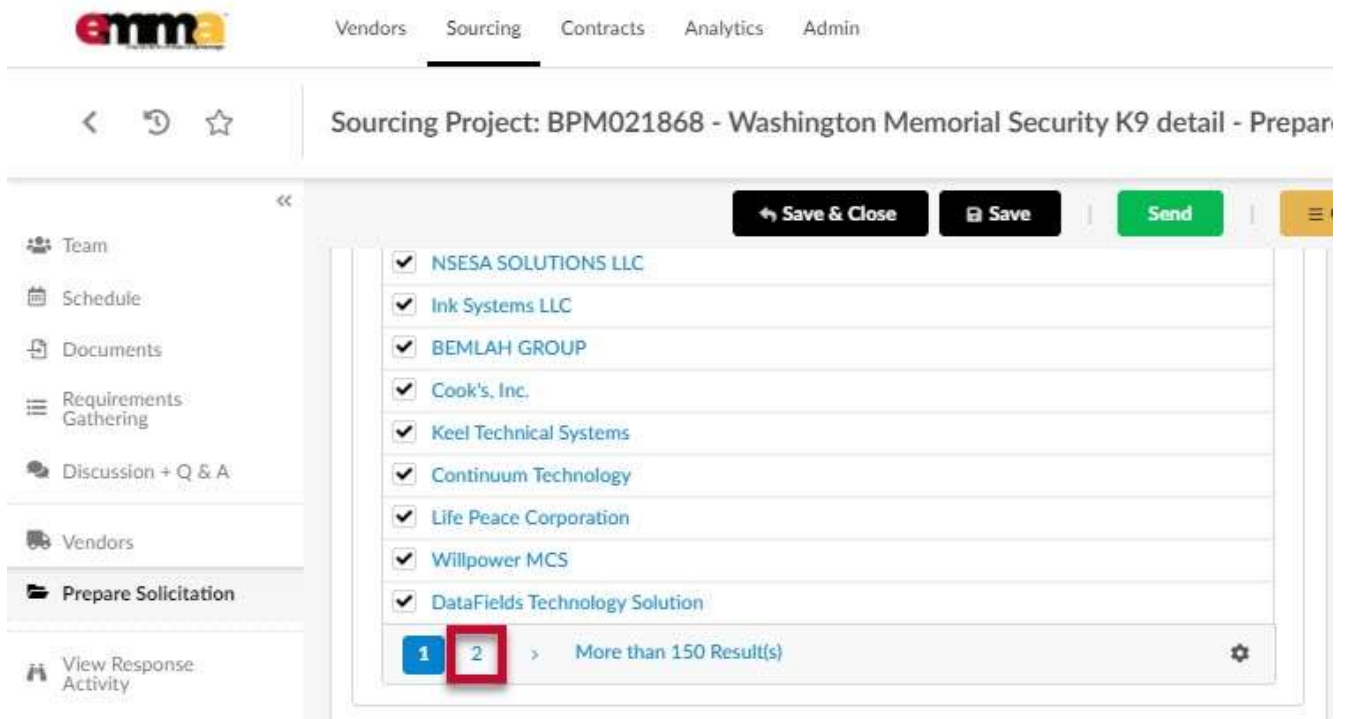 emma
Vendors Sourcing Contracts Analytics Admin
Sourcing Project: BPM021868 - Washington Memorial Security K9 detail - Prepar
Save & Close Save Send
Team
Schedule
Documents
Requirements
Gathering
Discussion + Q & A
Vendors
Prepare Solicitation
View Response
Activity
NSESA SOLUTIONS LLC
Ink Systems LLC
BEMLAH GROUP
Cook's, Inc.
Keel Technical Systems
Continuum Technology
Life Peace Corporation
Willpower MCS
DataFields Technology Solution
1 2 > More than 150 Result(s)